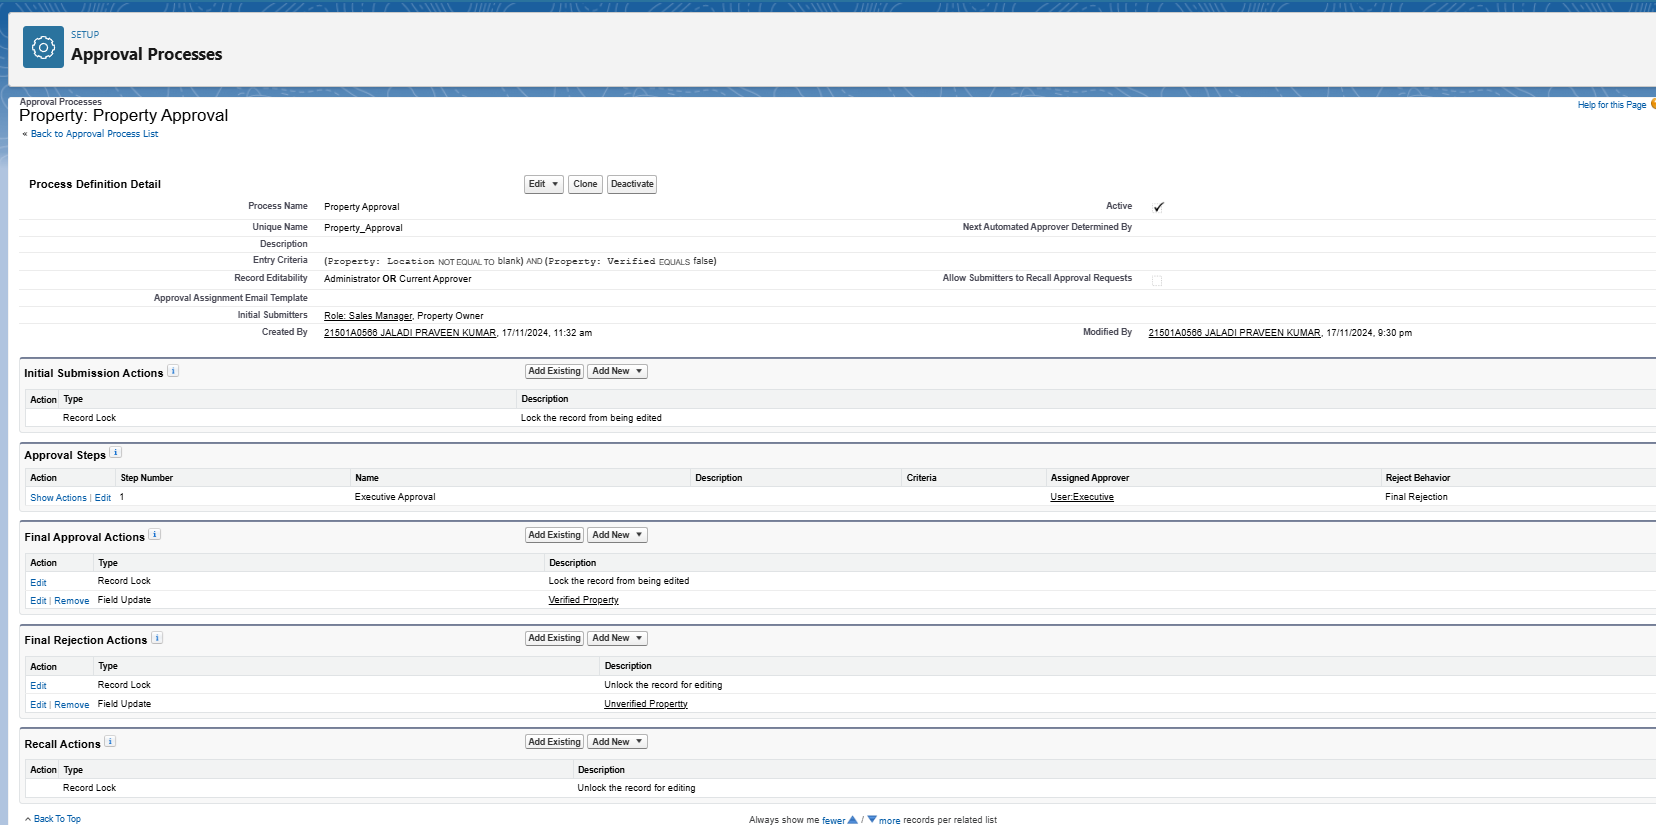 SETUP
Approval Processes
Approval Processes
Property: Property Approval
Help for this Page
« Back to Approval Process List
Process Definition Detail
Edit ▼ Clone Deactivate
Process Name Property Approval Active ✓
Unique Name Property_Approval Next Automated Approver Determined By
Description
Entry Criteria (Property: Location NOT EQUAL TO blank) AND (Property: Verified EQUALS false)
Record Editability Administrator OR Current Approver Allow Submitters to Recall Approval Requests
Approval Assignment Email Template
Initial Submitters Role: Sales Manager, Property Owner
Created By 21501A0566 JALADI PRAVEEN KUMAR, 17/11/2024, 11:32 am Modified By 21501A0566 JALADI PRAVEEN KUMAR, 17/11/2024, 9:30 pm
Initial Submission Actions i Add Existing Add New ▼
Action Type Description
Record Lock Lock the record from being edited
Approval Steps i
Action Step Number Name Description Criteria Assigned Approver Reject Behavior
Show Actions | Edit 1 Executive Approval User:Executive Final Rejection
Final Approval Actions i Add Existing Add New ▼
Action Type Description
Edit Record Lock Lock the record from being edited
Edit | Remove Field Update Verified Property
Final Rejection Actions i Add Existing Add New ▼
Action Type Description
Edit Record Lock Unlock the record for editing
Edit | Remove Field Update Unverified Propertty
Recall Actions i Add Existing Add New ▼
Action Type Description
Record Lock Unlock the record for editing
^ Back To Top Always show me fewer ▲ / ▼ more records per related list